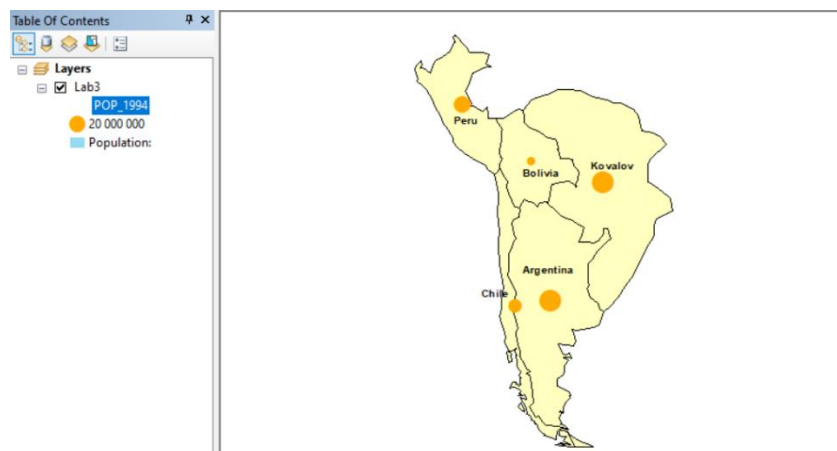 Table Of Contents
Layers
Lab3
POP_1994
20 000 000
Population:
Peru
Kovalov
Bolivia
Argentina
Chile